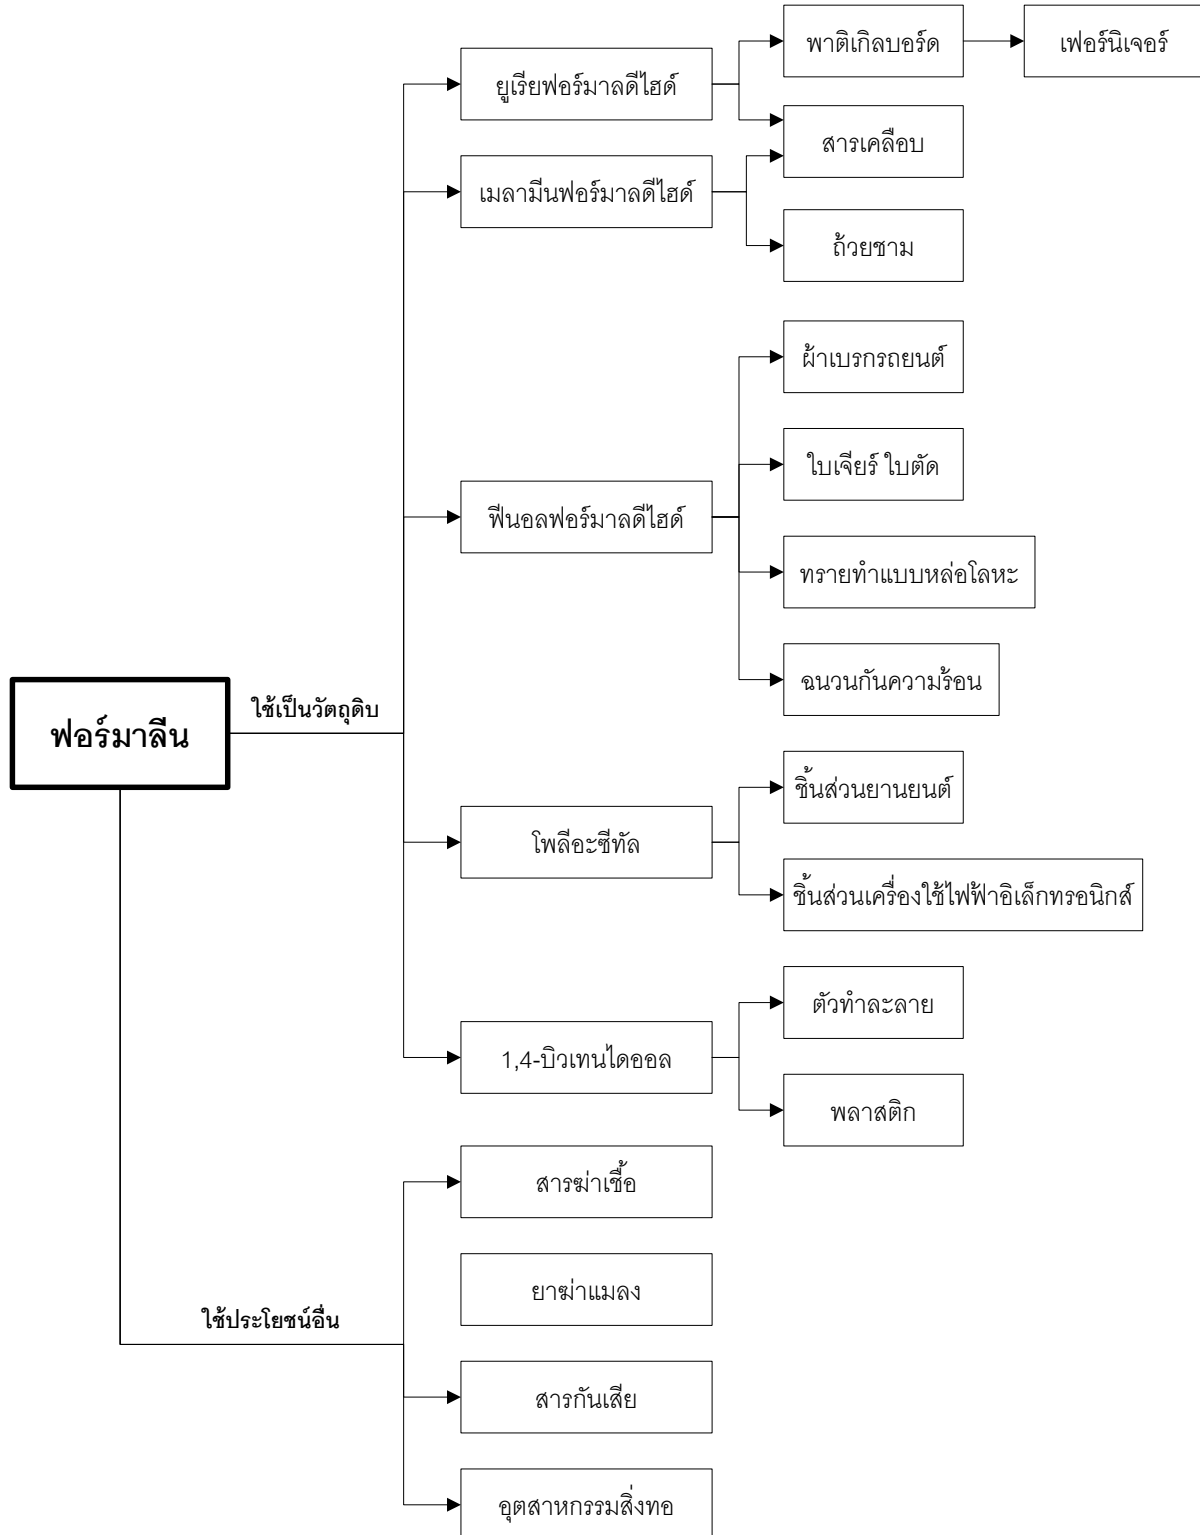 พาติเกิลบอร์ด
เฟอร์นิเจอร์
ยูเรียฟอร์มาลดีไฮด์
สารเคลือบ
เมลามีนฟอร์มาลดีไฮด์
ถ้วยชาม
ผ้าเบรกรถยนต์
ใบเจียร์ ใบตัด
ฟีนอลฟอร์มาลดีไฮด์
ทรายทำแบบหล่อโลหะ
ฉนวนกันความร้อน
ใช้เป็นวัตถุดิบ
ฟอร์มาลีน
ชิ้นส่วนยานยนต์
โพลีอะซีทัล
ชิ้นส่วนเครื่องใช้ไฟฟ้าอิเล็กทรอนิกส์
ตัวทำละลาย
1,4-บิวเทนไดออล
พลาสติก
สารฆ่าเชื้อ
ยาฆ่าแมลง
ใช้ประโยชน์อื่น
สารกันเสีย
อุตสาหกรรมสิ่งทอ